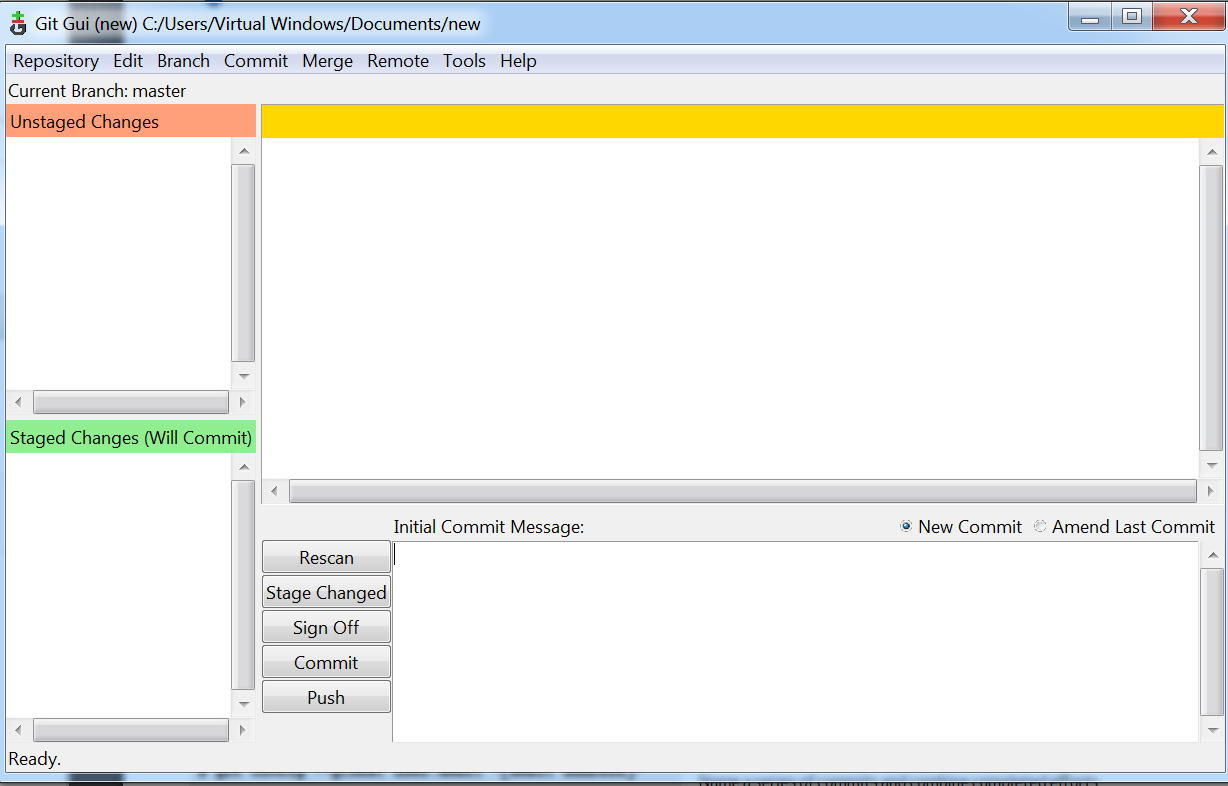 Git Gui (new) C:/Users/Virtual Windows/Documents/new
Repository Edit Branch Commit Merge Remote Tools Help
Current Branch: master
Unstaged Changes
Staged Changes (Will Commit)
Initial Commit Message:
New Commit Amend Last Commit
Rescan
Stage Changed
Sign Off
Commit
Push
Ready.